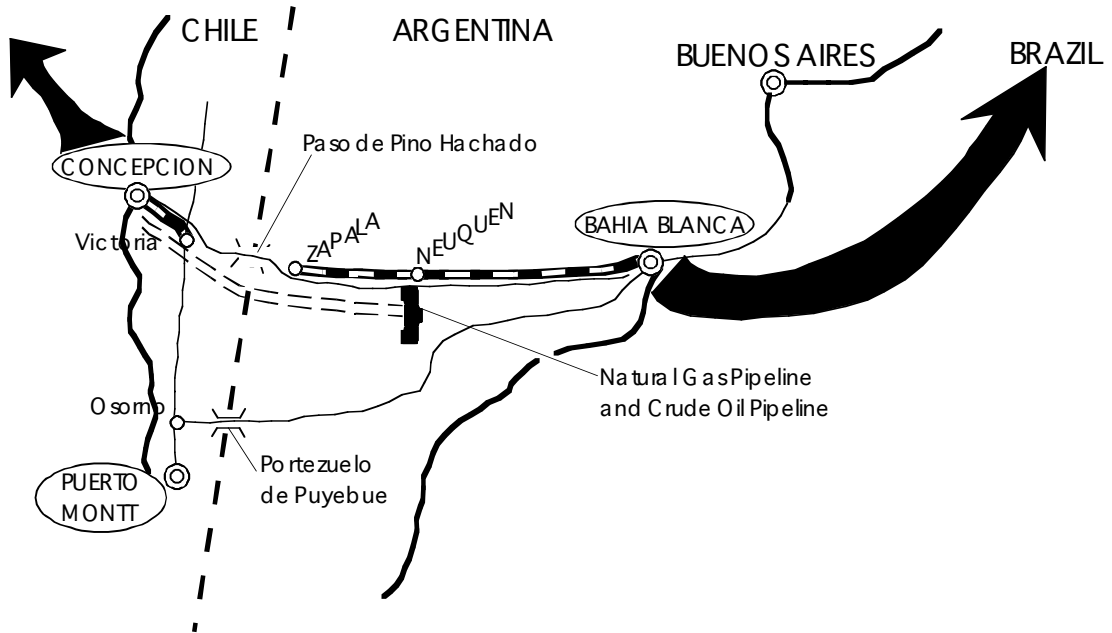 CHILE
ARGENTINA
BUENOS AIRES
BRAZIL
Paso de Pino Hachado
CONCEPCION
ZAPALA
NEUQUEN
BAHIA BLANCA
Victoria
Natural Gas Pipeline
and Crude Oil Pipeline
Osorno
Portezuelo
de Puyebue
PUERTO
MONTT